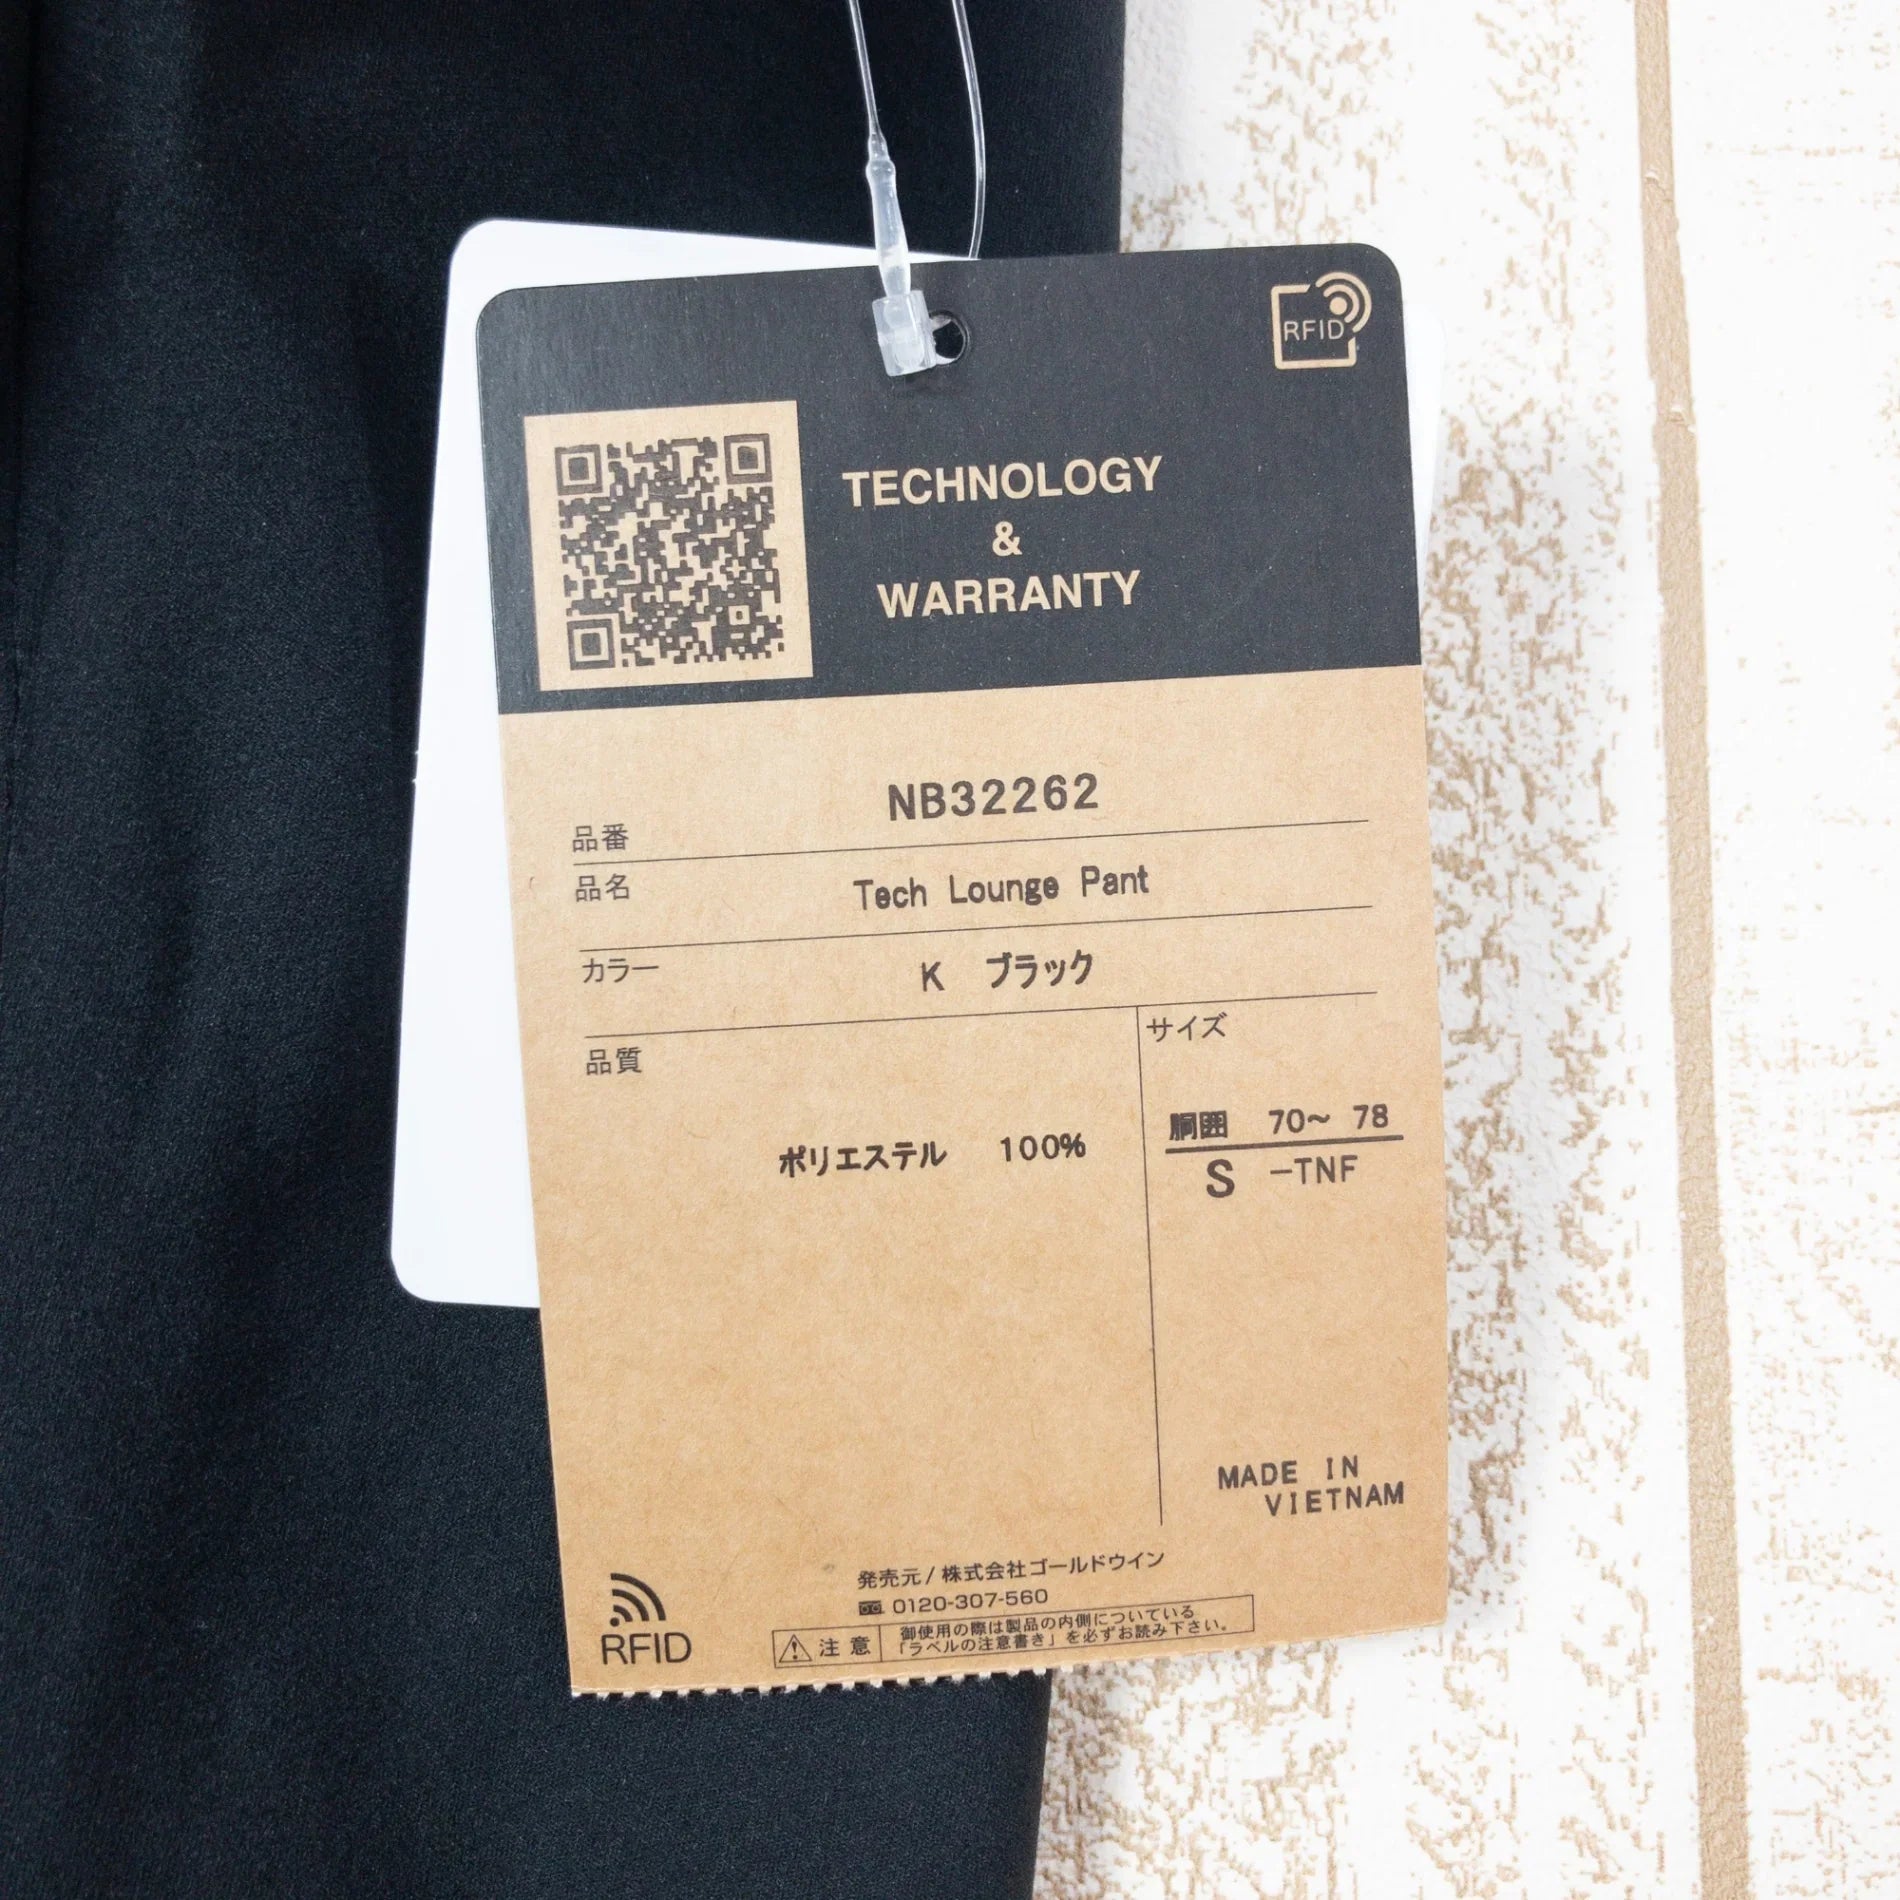 RFID
TECHNOLOGY
&
WARRANTY
品番 NB32262
品名 Tech Lounge Pant
カラー K ブラック
品質
ポリエステル 100%
サイズ
胴囲 70~ 78
S -TNF
MADE IN
VIETNAM
RFID
発売元/株式会社ゴールドウイン
0120-307-560
注意
御使用の際は製品の内側についている
「ラベルの注意書き」を必ずお読み下さい。